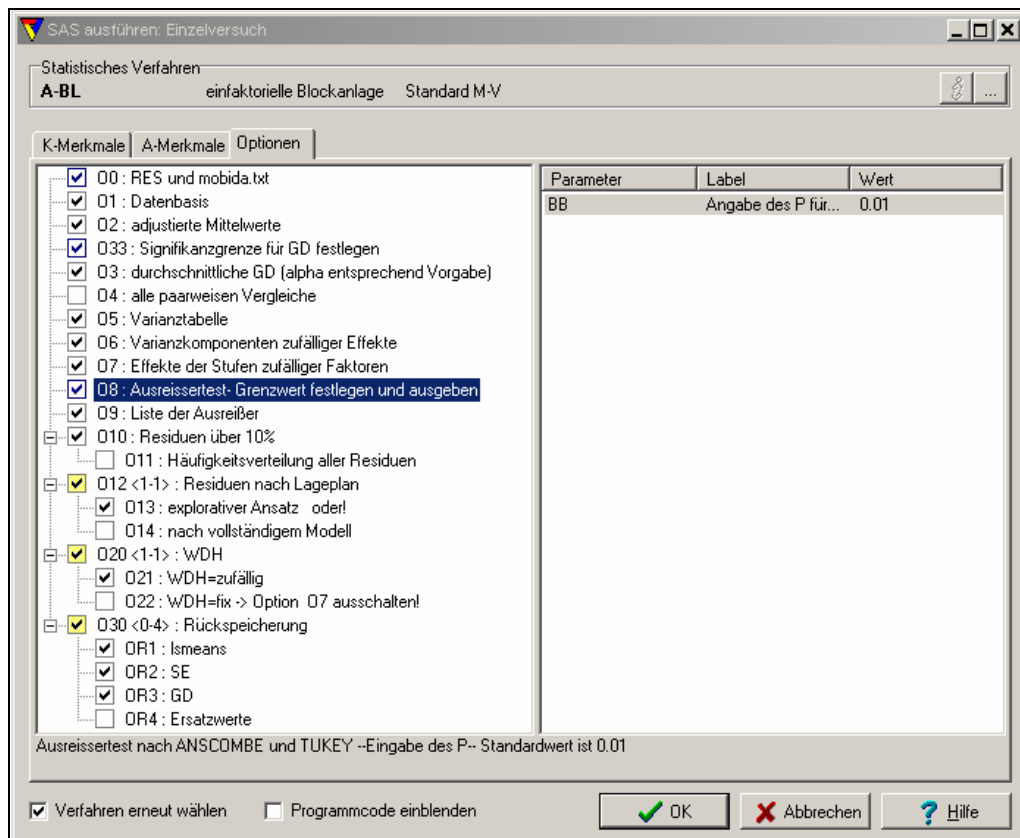 SAS ausführen: Einzelversuch
Statistisches Verfahren
A-BL einfaktorielle Blockanlage Standard M-V
...
K-Merkmale A-Merkmale Optionen
O0 : RES und mobida.txt
O1 : Datenbasis
O2 : adjustierte Mittelwerte
O33 : Signifikanzgrenze für GD festlegen
O3 : durchschnittliche GD (alpha entsprechend Vorgabe)
O4 : alle paarweisen Vergleiche
O5 : Varianztabelle
O6 : Varianzkomponenten zufälliger Effekte
O7 : Effekte der Stufen zufälliger Faktoren
O8 : Ausreissertest- Grenzwert festlegen und ausgeben
O9 : Liste der Ausreißer
O10 : Residuen über 10%
O11 : Häufigkeitsverteilung aller Residuen
O12 <1-1> : Residuen nach Lageplan
O13 : explorativer Ansatz oder!
O14 : nach vollständigem Modell
O20 <1-1> : WDH
O21 : WDH=zufällig
O22 : WDH=fix -> Option O7 ausschalten!
O30 <0-4> : Rückspeicherung
OR1 : lsmeans
OR2 : SE
OR3 : GD
OR4 : Ersatzwerte
Parameter Label Wert
BB Angabe des P für... 0.01
Ausreissertest nach ANSCOMBE und TUKEY --Eingabe des P-- Standardwert ist 0.01
Verfahren erneut wählen Programmcode einblenden OK Abbrechen Hilfe